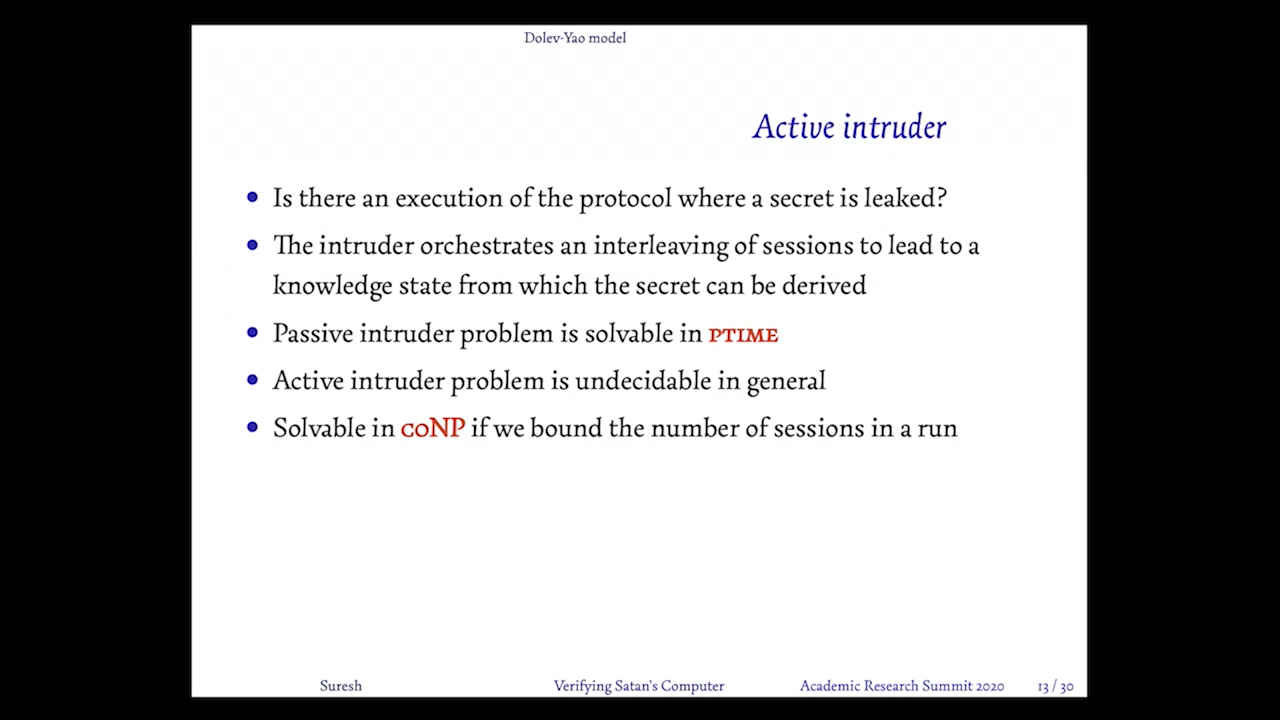 Dolev-Yao model
Active intruder
• Is there an execution of the protocol where a secret is leaked?
• The intruder orchestrates an interleaving of sessions to lead to a
knowledge state from which the secret can be derived
• Passive intruder problem is solvable in PTIME
• Active intruder problem is undecidable in general
• Solvable in coNP if we bound the number of sessions in a run
Suresh Verifying Satan's Computer Academic Research Summit 2020 13 / 30